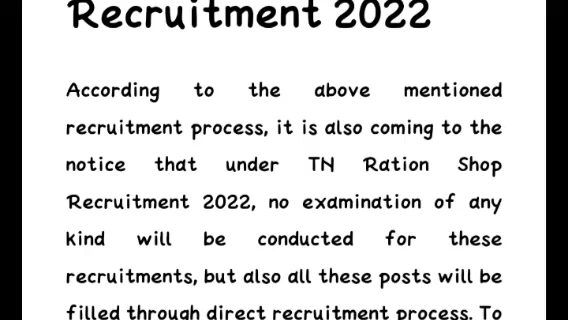 Recruitment 2022
According to the above mentioned
recruitment process, it is also coming to the
notice that under TN Ration Shop
Recruitment 2022, no examination of any
kind will be conducted for these
recruitments, but also all these posts will be
filled through direct recruitment process. To